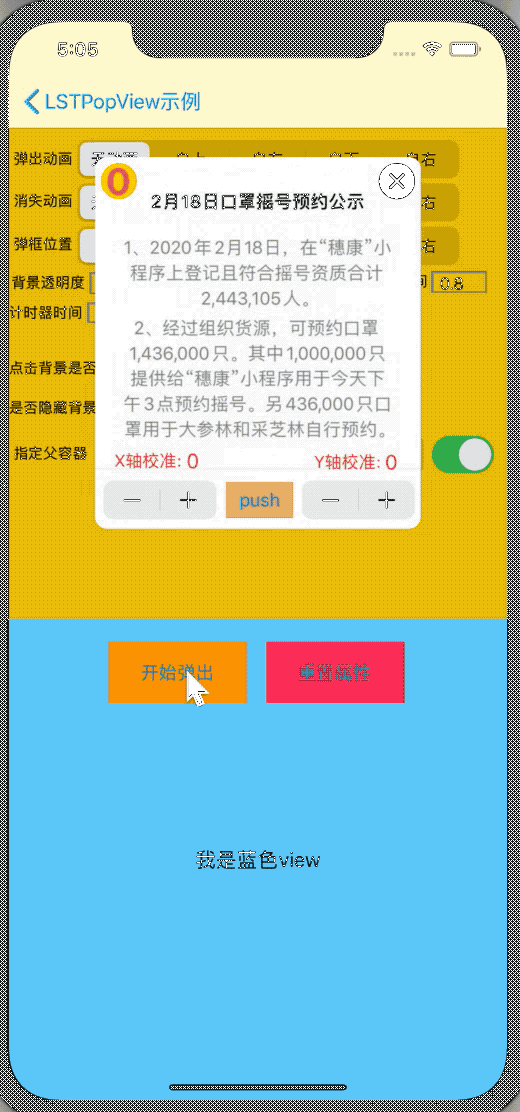 5:05
LSTPopView示例
弹出动画
消失动画
弹框位置
右
右
右
背景透明度
0.8
计时器时间
点击背景是否
是否隐藏背景
指定父容器
0
2月18日口罩摇号预约公示
1、2020年2月18日，在“穗康”小
程序上登记且符合摇号资质合计
2,443,105人。
2、经过组织货源，可预约口罩
1,436,000只。其中1,000,000只
提供给“穗康”小程序用于今天下
午3点预约摇号。另436,000只口
罩用于大参林和采芝林自行预约。
X轴校准: 0
Y轴校准: 0
push
开始弹出
重置属性
我是蓝色view